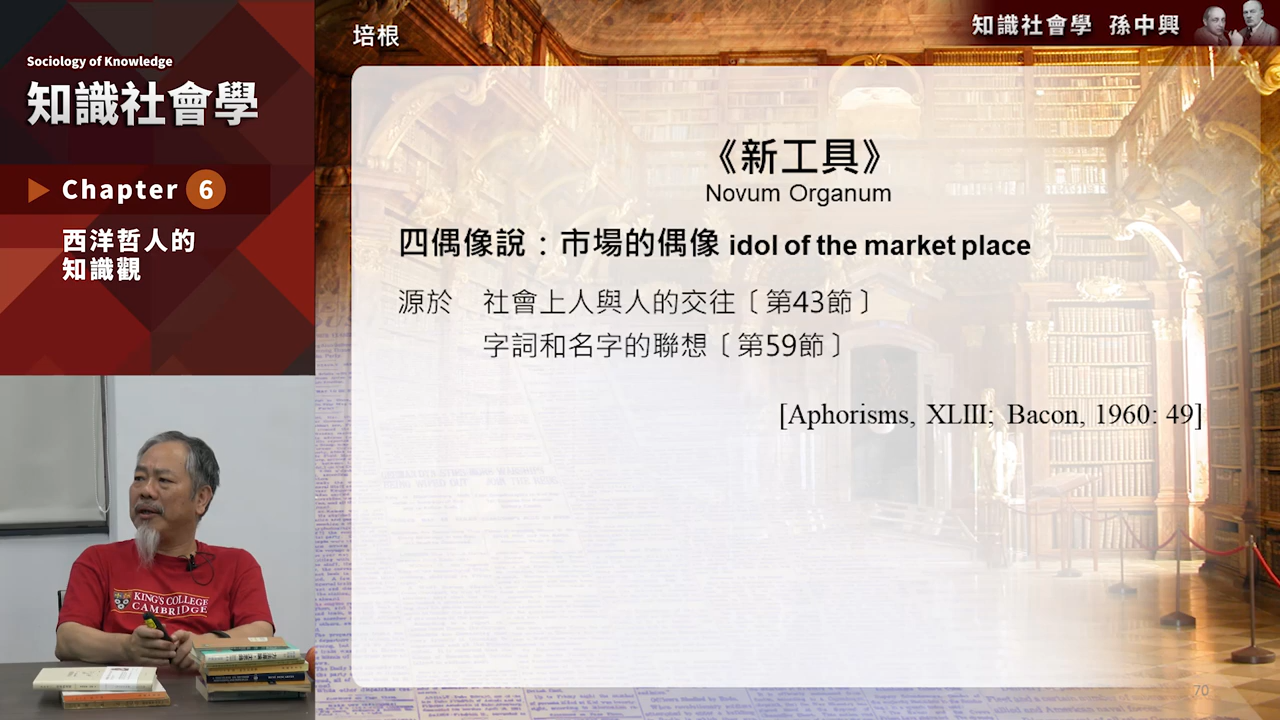 Sociology of Knowledge
知識社會學
Chapter 6
西洋哲人的
知識觀
培根
知識社會學 孫中興
《新工具》
Novum Organum
四偶像說：市場的偶像 idol of the market place
源於 社會上人與人的交往〔第43節〕
字詞和名字的聯想〔第59節〕
[Aphorisms, XLIII; Bacon, 1960: 49]
KING'S COLLEGE
CAMBRIDGE
70